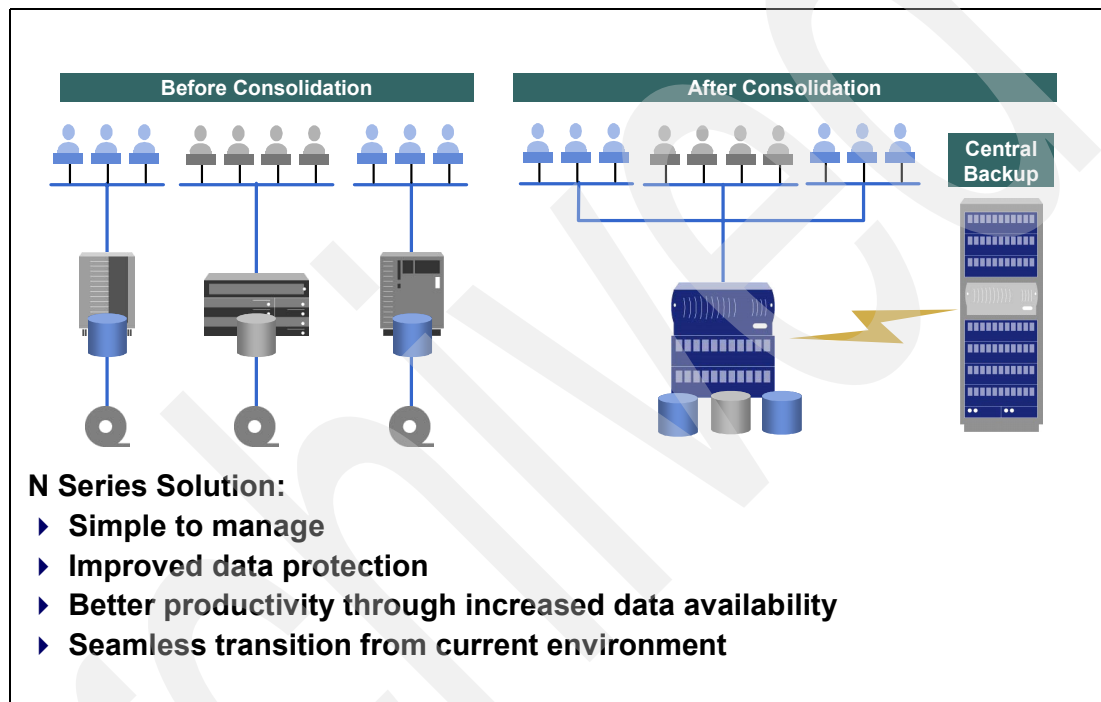 Before Consolidation
After Consolidation
Central
Backup
N Series Solution:
Simple to manage
Improved data protection
Better productivity through increased data availability
Seamless transition from current environment